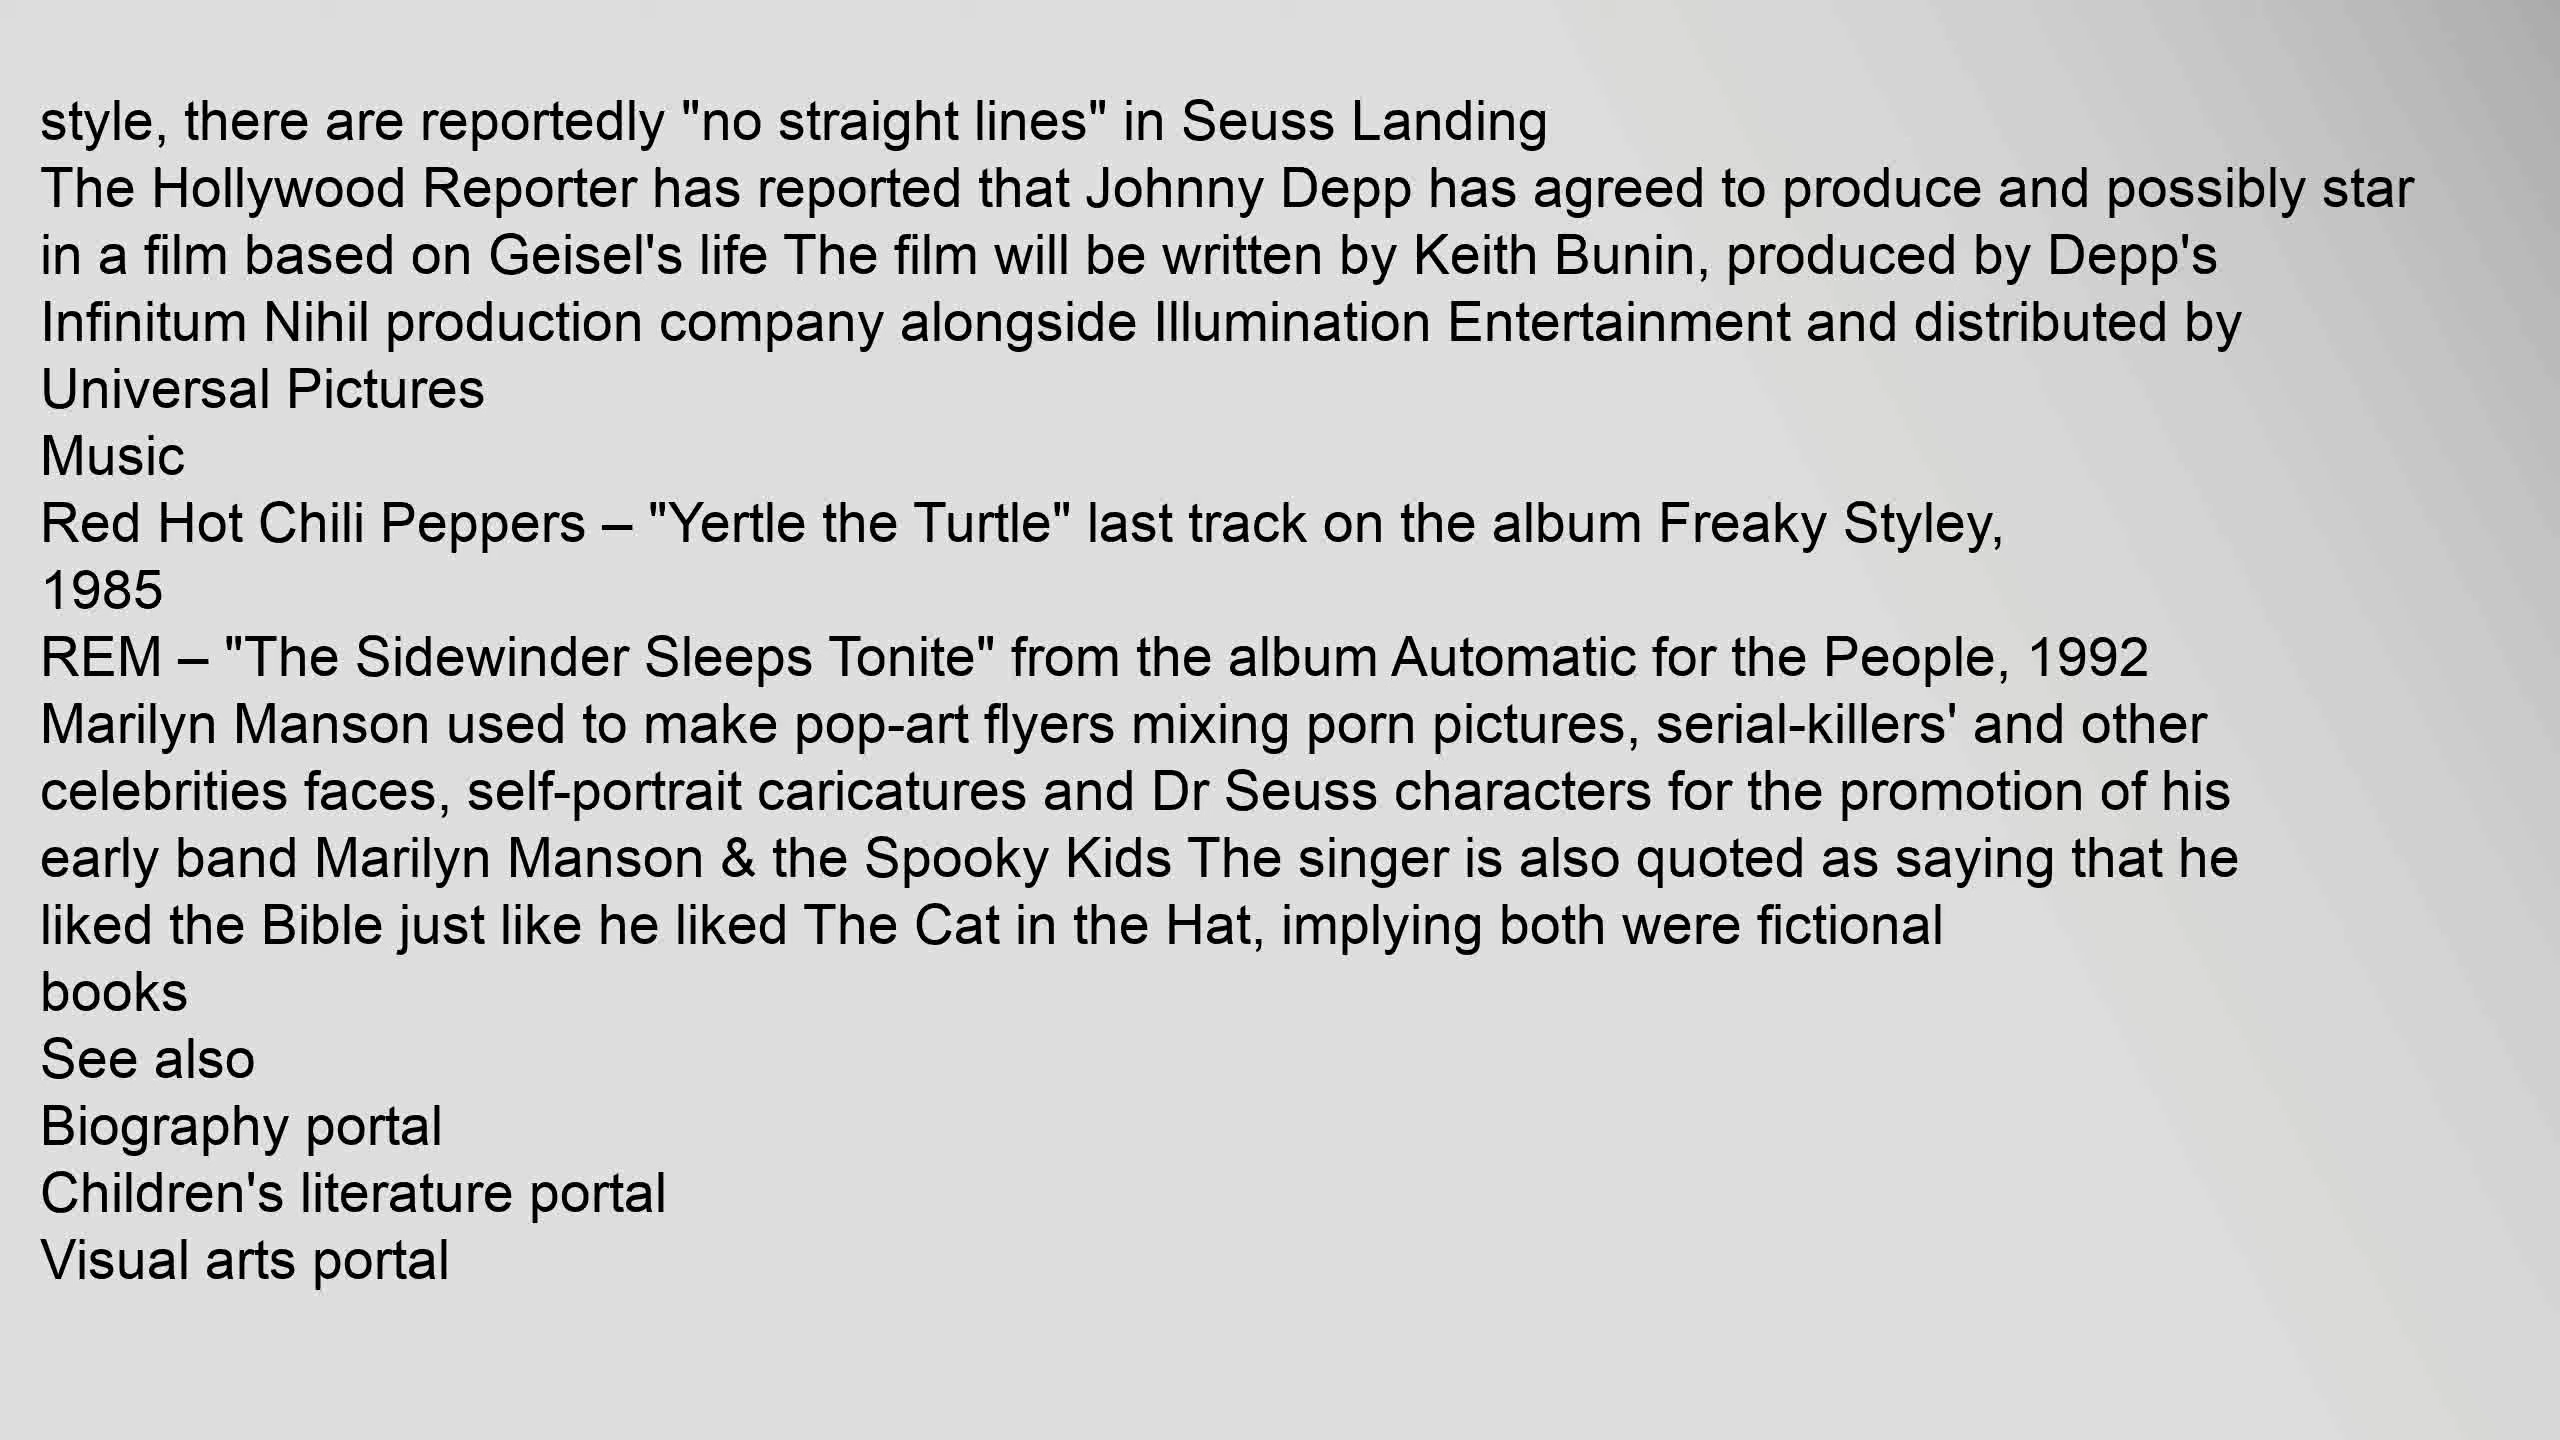 style, there are reportedly "no straight lines" in Seuss Landing
The Hollywood Reporter has reported that Johnny Depp has agreed to produce and possibly star
in a film based on Geisel's life The film will be written by Keith Bunin, produced by Depp's
Infinitum Nihil production company alongside Illumination Entertainment and distributed by
Universal Pictures
Music
Red Hot Chili Peppers – "Yertle the Turtle" last track on the album Freaky Styley,
1985
REM – "The Sidewinder Sleeps Tonite" from the album Automatic for the People, 1992
Marilyn Manson used to make pop-art flyers mixing porn pictures, serial-killers' and other
celebrities faces, self-portrait caricatures and Dr Seuss characters for the promotion of his
early band Marilyn Manson & the Spooky Kids The singer is also quoted as saying that he
liked the Bible just like he liked The Cat in the Hat, implying both were fictional
books
See also
Biography portal
Children's literature portal
Visual arts portal